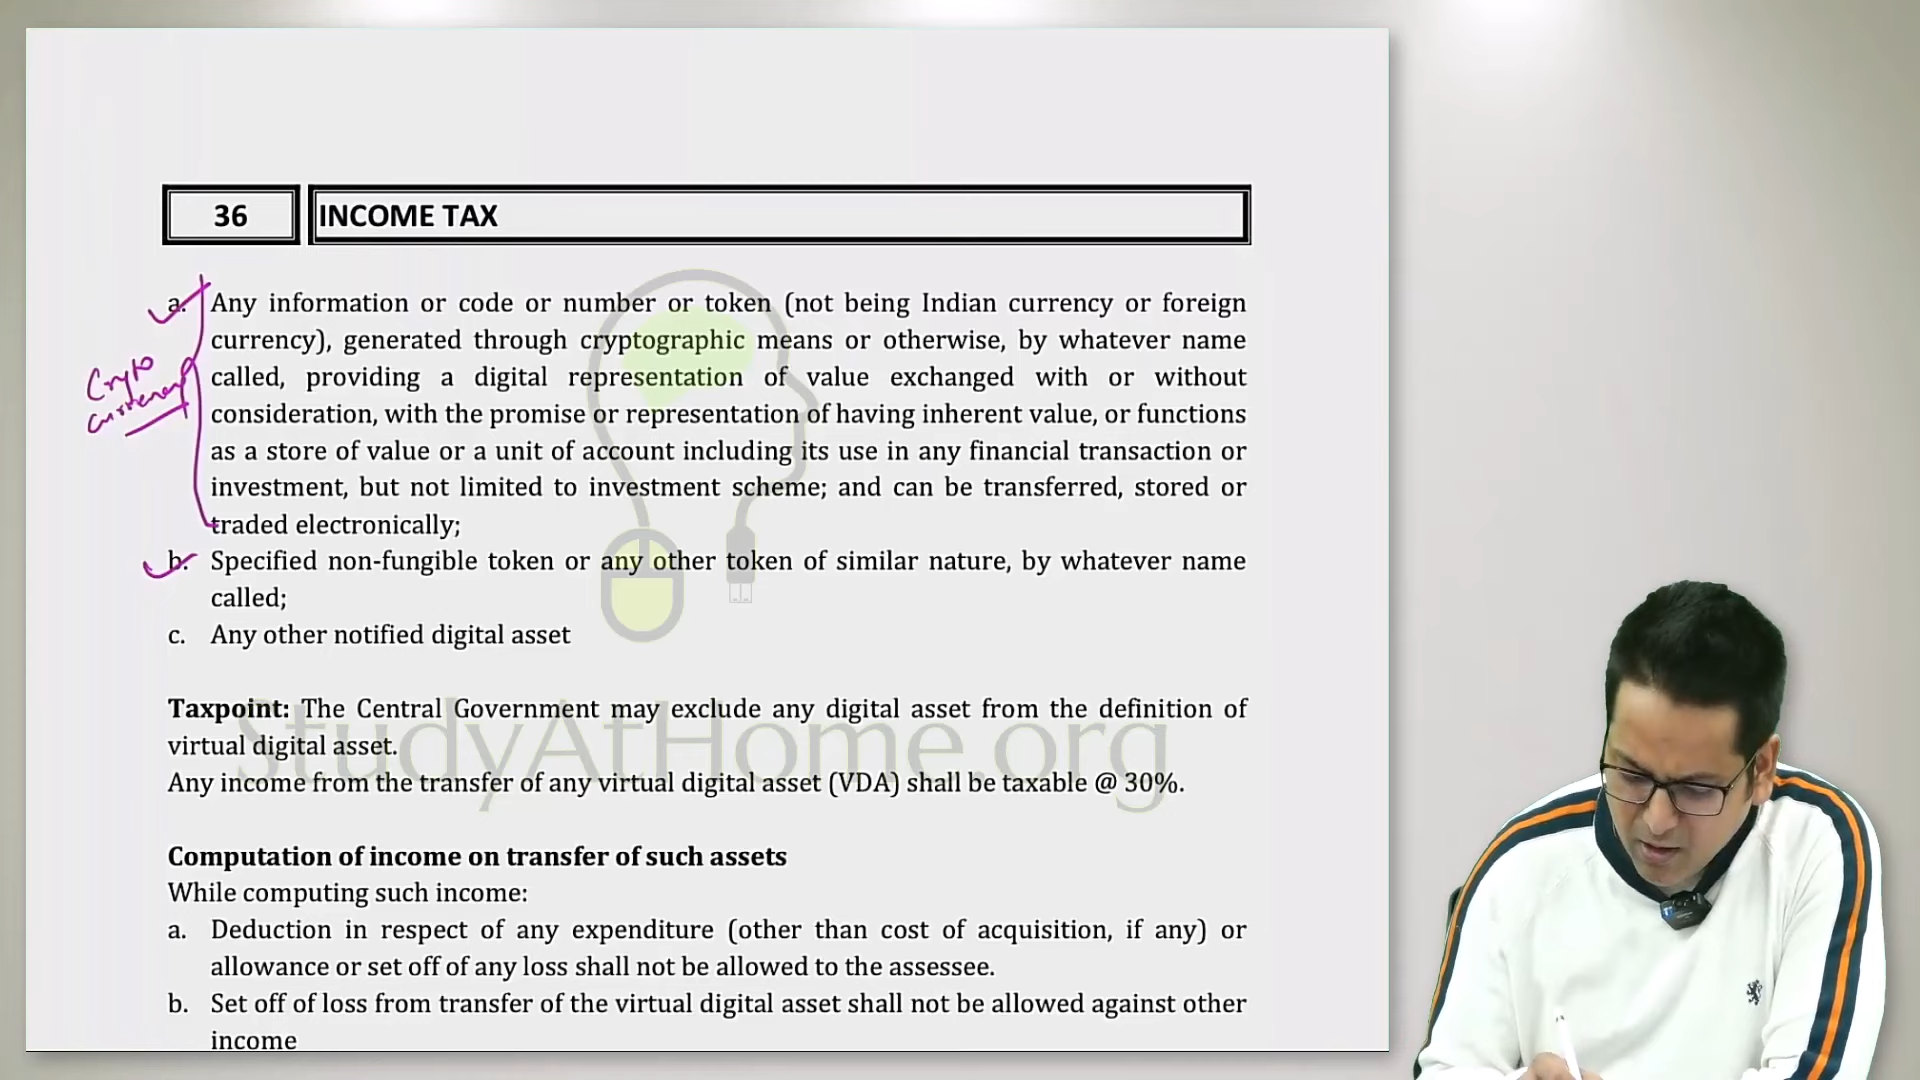 36 INCOME TAX
a. Any information or code or number or token (not being Indian currency or foreign
currency), generated through cryptographic means or otherwise, by whatever name
Cryto
called, providing a digital representation of value exchanged with or without
currency
consideration, with the promise or representation of having inherent value, or functions
as a store of value or a unit of account including its use in any financial transaction or
investment, but not limited to investment scheme; and can be transferred, stored or
traded electronically;
b. Specified non-fungible token or any other token of similar nature, by whatever name
called;
c. Any other notified digital asset
Taxpoint: The Central Government may exclude any digital asset from the definition of
virtual digital asset.
StudyAtHome.org
Any income from the transfer of any virtual digital asset (VDA) shall be taxable @ 30%.
Computation of income on transfer of such assets
While computing such income:
a. Deduction in respect of any expenditure (other than cost of acquisition, if any) or
allowance or set off of any loss shall not be allowed to the assessee.
b. Set off of loss from transfer of the virtual digital asset shall not be allowed against other
income